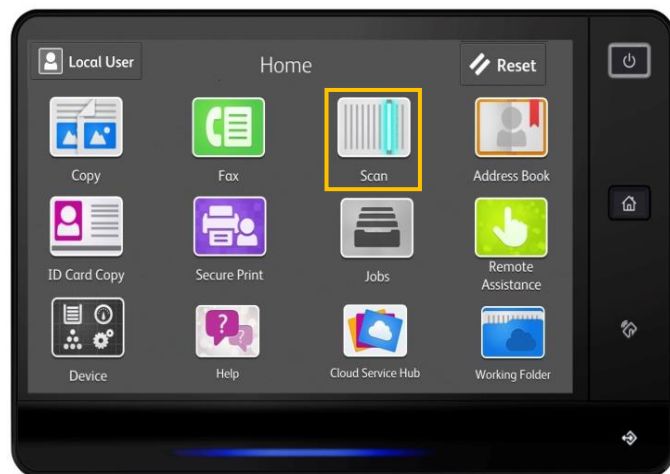 Local User
Home
Reset
Copy
Fax
Scan
Address Book
ID Card Copy
Secure Print
Jobs
Remote
Assistance
Device
Help
Cloud Service Hub
Working Folder